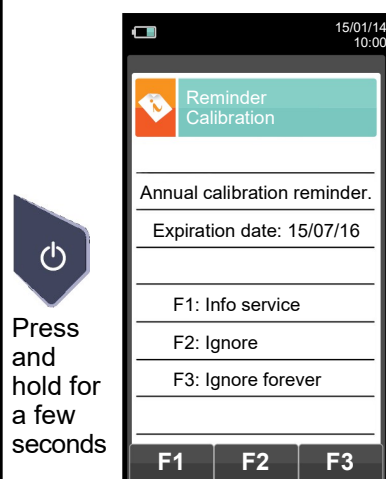 15/01/14
10:00
Reminder
Calibration
Annual calibration reminder.
Expiration date: 15/07/16
F1: Info service
F2: Ignore
F3: Ignore forever
F1 F2 F3
Press
and
hold for
a few
seconds